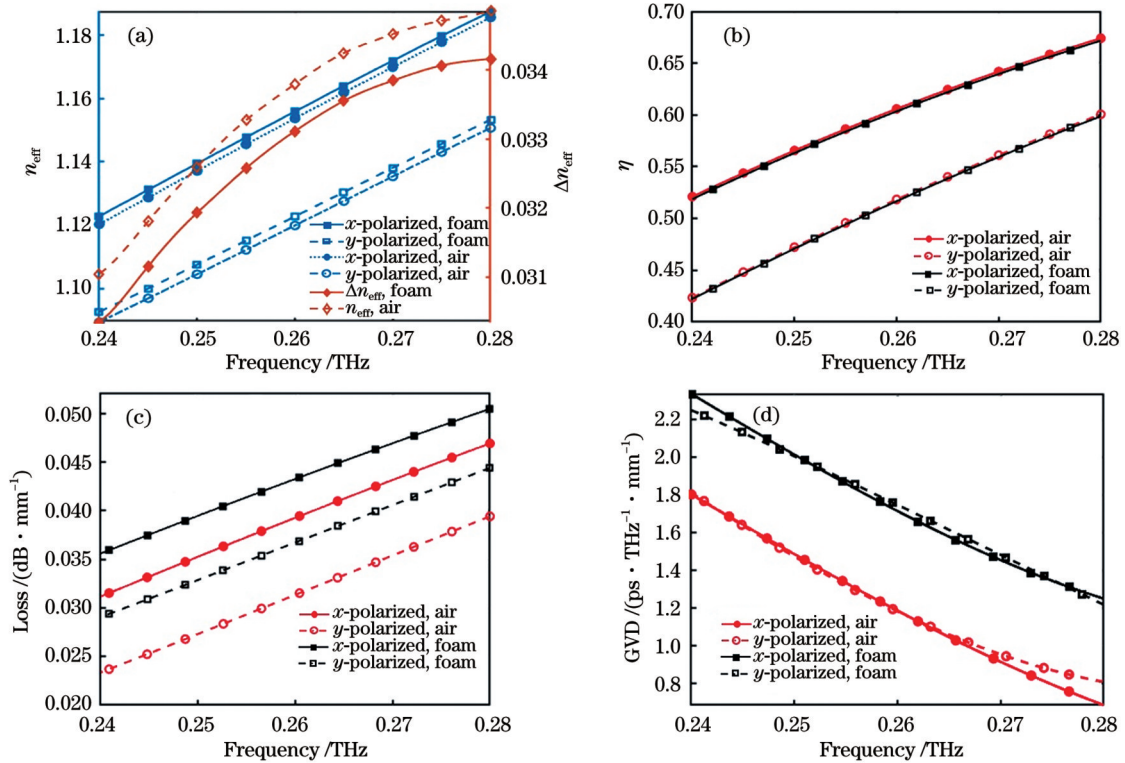 (a)
1.18
1.16
1.14
1.12
1.10
n_eff
0.034
0.033
0.032
0.031
Δn_eff
x-polarized, foam
y-polarized, foam
x-polarized, air
y-polarized, air
Δn_eff, foam
n_eff, air
0.24 0.25 0.26 0.27 0.28
Frequency /THz
(b)
0.70
0.65
0.60
0.55
0.50
0.45
0.40
η
x-polarized, air
y-polarized, air
x-polarized, foam
y-polarized, foam
0.24 0.25 0.26 0.27 0.28
Frequency /THz
(c)
0.050
0.045
0.040
0.035
0.030
0.025
0.020
Loss /(dB · mm⁻¹)
x-polarized, air
y-polarized, air
x-polarized, foam
y-polarized, foam
0.24 0.25 0.26 0.27 0.28
Frequency /THz
(d)
2.2
2.0
1.8
1.6
1.4
1.2
1.0
0.8
GVD /(ps · THz⁻¹ · mm⁻¹)
x-polarized, air
y-polarized, air
x-polarized, foam
y-polarized, foam
0.24 0.25 0.26 0.27 0.28
Frequency /THz